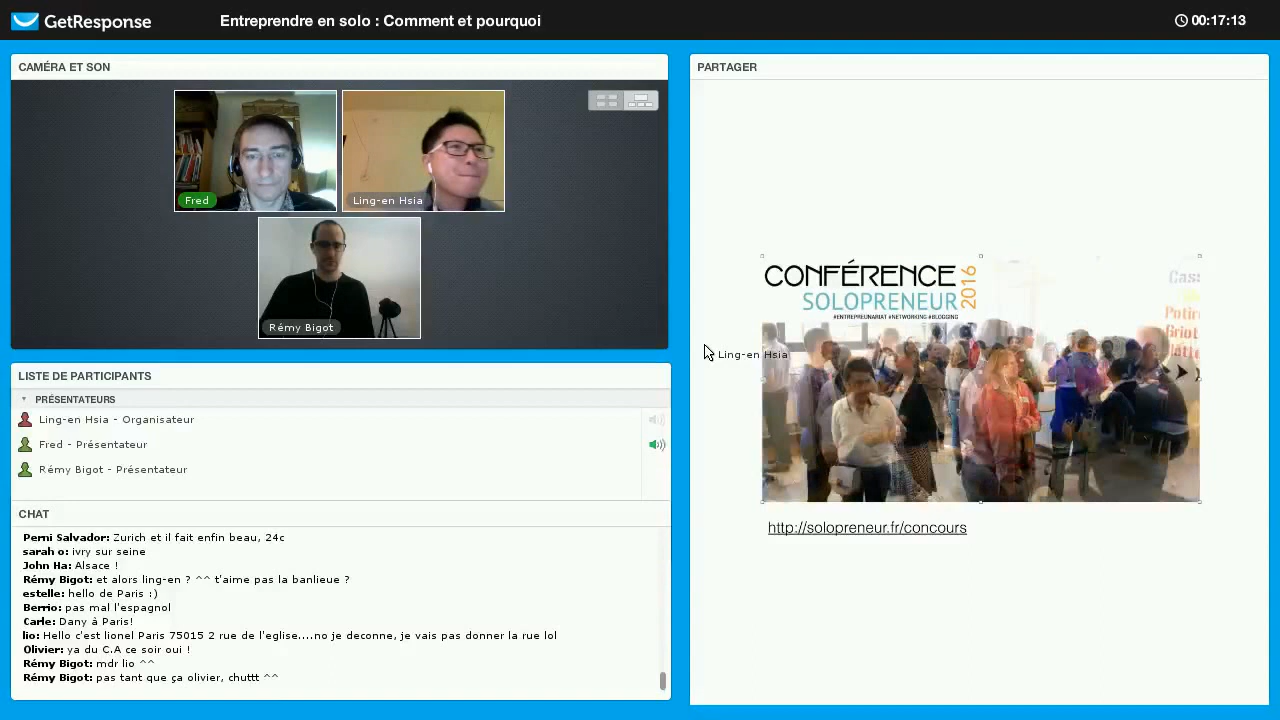 GetResponse
Entreprendre en solo : Comment et pourquoi
00:17:13
CAMÉRA ET SON
Fred
Ling-en Hsia
Rémy Bigot
LISTE DE PARTICIPANTS
PRÉSENTATEURS
Ling-en Hsia - Organisateur
Fred - Présentateur
Rémy Bigot - Présentateur
CHAT
Perni Salvador: Zurich et il fait enfin beau, 24c
sarah o: ivry sur seine
John Ha: Alsace !
Rémy Bigot: et alors ling-en ? ^^ t'aime pas la banlieue ?
estelle: hello de Paris :)
Berrio: pas mal l'espagnol
Carle: Dany à Paris!
lio: Hello c'est lionel Paris 75015 2 rue de l'eglise....no je deconne, je vais pas donner la rue lol
Olivier: ya du C.A ce soir oui !
Rémy Bigot: mdr lio ^^
Rémy Bigot: pas tant que ça olivier, chuttt ^^
PARTAGER
CONFÉRENCE
SOLOPRENEUR
2016
#ENTREPREUNARIAT #NETWORKING #BLOGGING
Ling-en Hsia
http://solopreneur.fr/concours